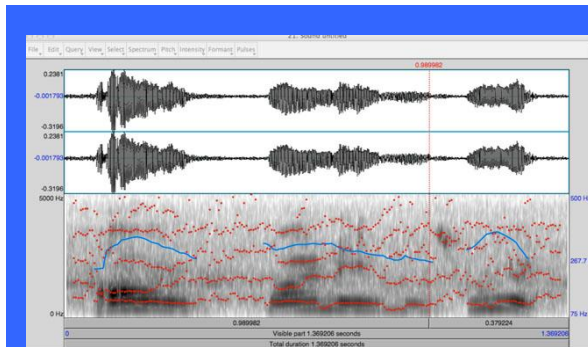 21. Sound untitled
File Edit Query View Select Spectrum Pitch Intensity Formant Pulses
0.989982
0.2381
-0.001793
-0.3196
0.2381
-0.001793
-0.3196
5000 Hz 500 Hz
267.7
0 Hz 75 Hz
0.989982 0.379224
0 Visible part 1.369206 seconds 1.369206
Total duration 1.369206 seconds